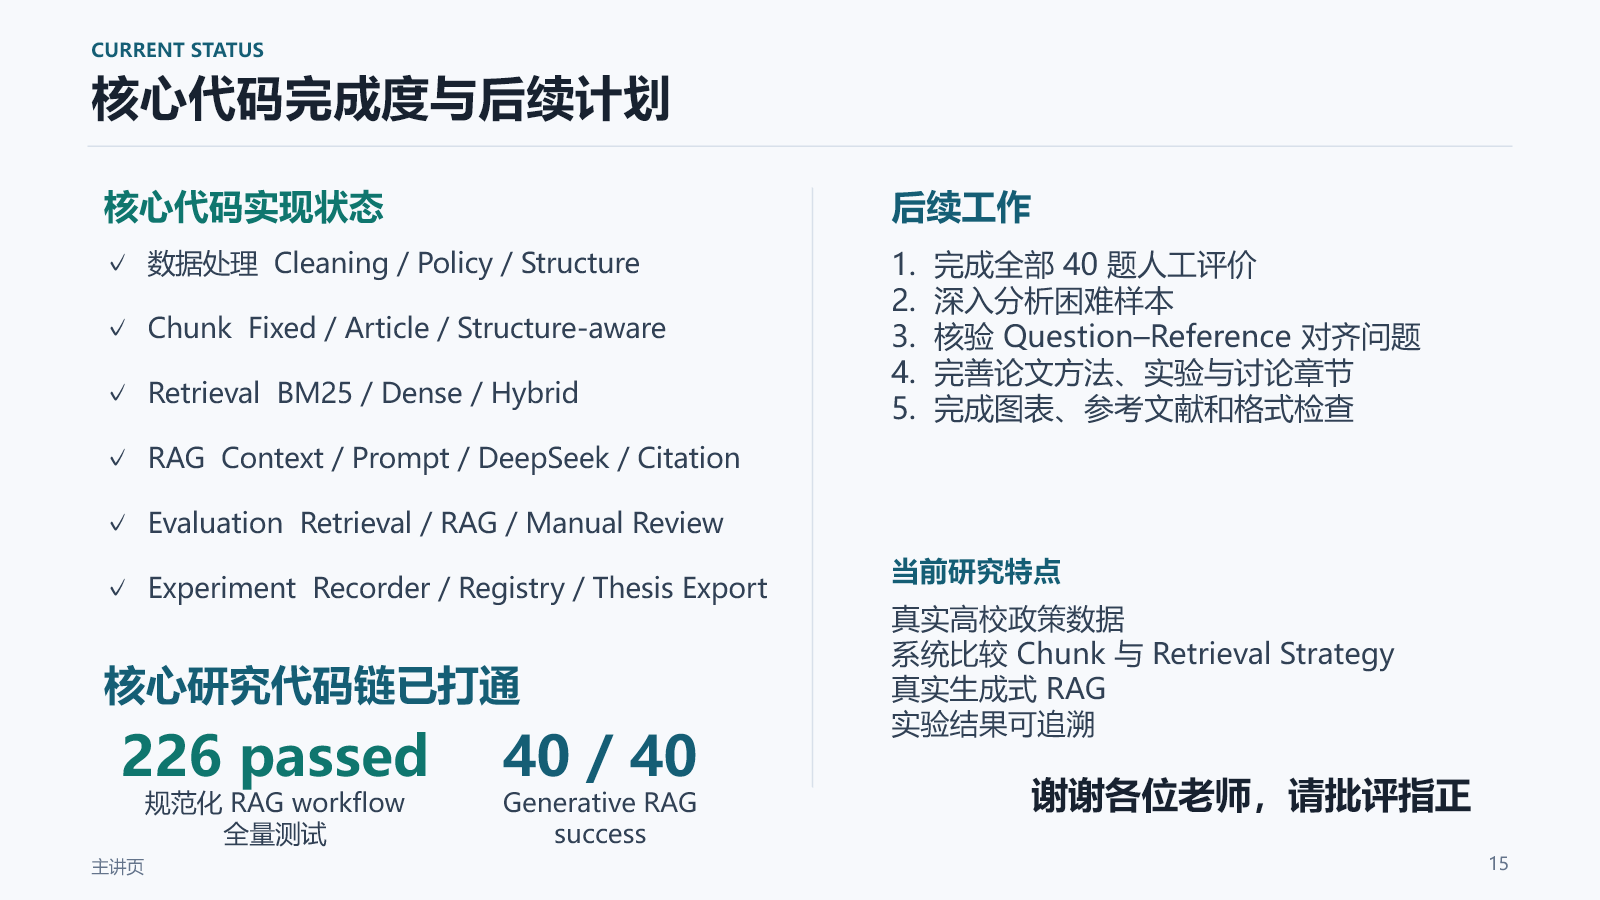 CURRENT STATUS
核心代码完成度与后续计划
核心代码实现状态
✓ 数据处理 Cleaning / Policy / Structure
✓ Chunk Fixed / Article / Structure-aware
✓ Retrieval BM25 / Dense / Hybrid
✓ RAG Context / Prompt / DeepSeek / Citation
✓ Evaluation Retrieval / RAG / Manual Review
✓ Experiment Recorder / Registry / Thesis Export
核心研究代码链已打通
226 passed
规范化 RAG workflow
全量测试
40 / 40
Generative RAG
success
后续工作
1. 完成全部 40 题人工评价
2. 深入分析困难样本
3. 核验 Question–Reference 对齐问题
4. 完善论文方法、实验与讨论章节
5. 完成图表、参考文献和格式检查
当前研究特点
真实高校政策数据
系统比较 Chunk 与 Retrieval Strategy
真实生成式 RAG
实验结果可追溯
谢谢各位老师，请批评指正
主讲页
15